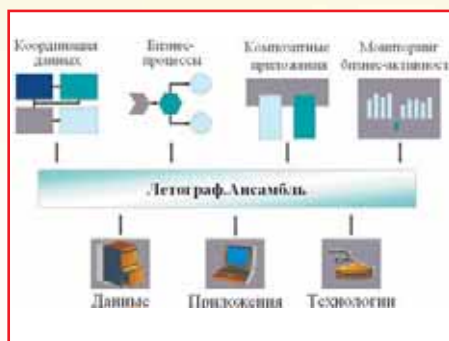 Координация
данных
Бизнес-
процессы
Композитные
приложения
Мониторинг
бизнес-активности
Летограф.Ансамбль
Данные
Приложения
Технологии